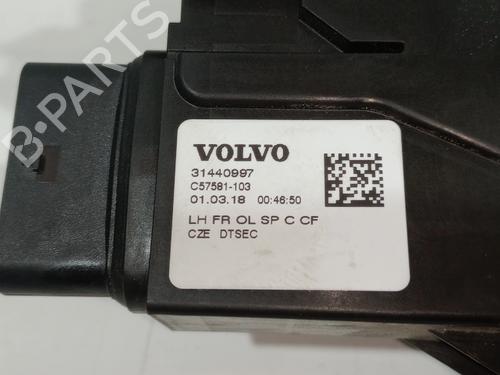 B-PARTS
VOLVO
31440997
C57581-103
01.03.18 00:46:50
LH FR OL SP C CF
CZE DTSEC